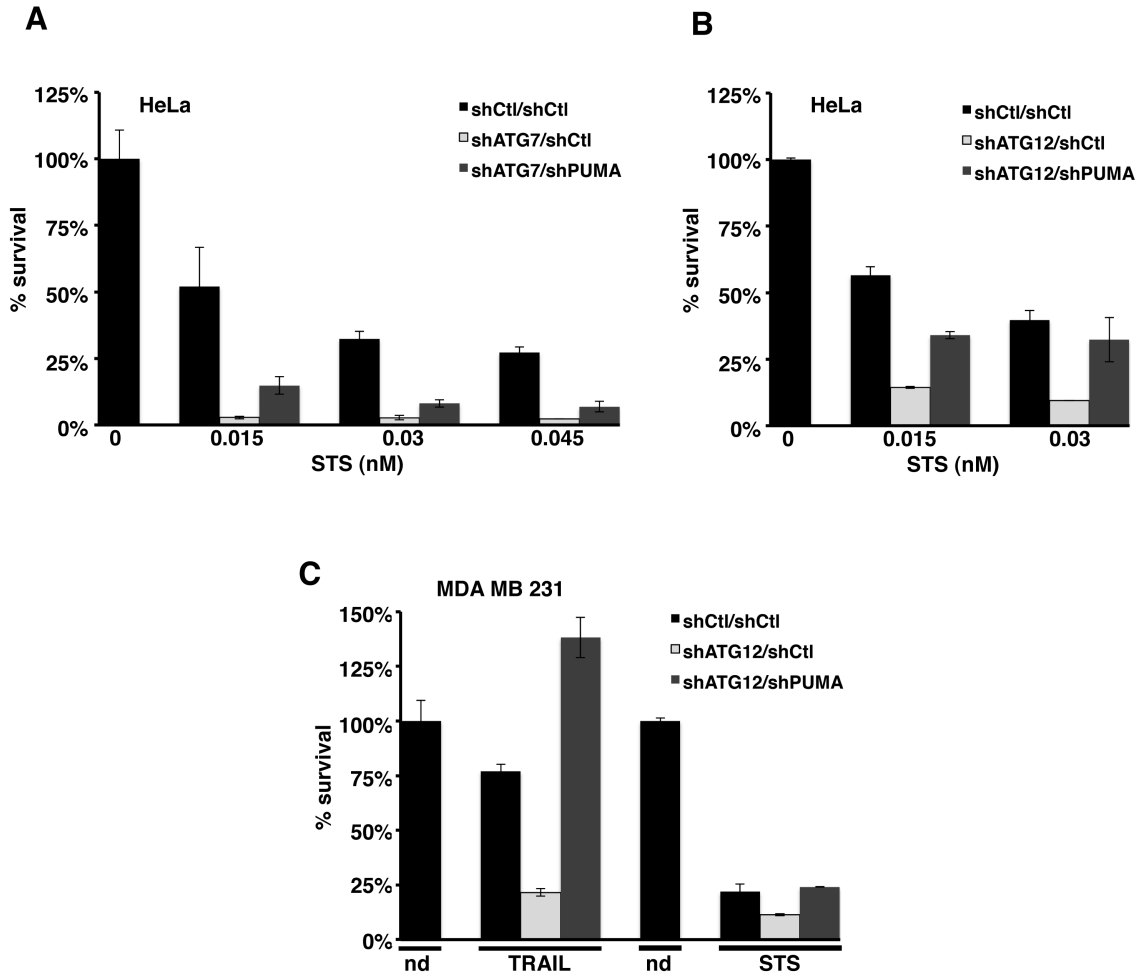 A
HeLa
shCtl/shCtl
shATG7/shCtl
shATG7/shPUMA
125%
100%
75%
50%
25%
0%
% survival
0 0.015 0.03 0.045
STS (nM)
B
HeLa
shCtl/shCtl
shATG12/shCtl
shATG12/shPUMA
125%
100%
75%
50%
25%
0%
% survival
0 0.015 0.03
STS (nM)
C
MDA MB 231
shCtl/shCtl
shATG12/shCtl
shATG12/shPUMA
150%
125%
100%
75%
50%
25%
0%
% survival
nd TRAIL nd STS